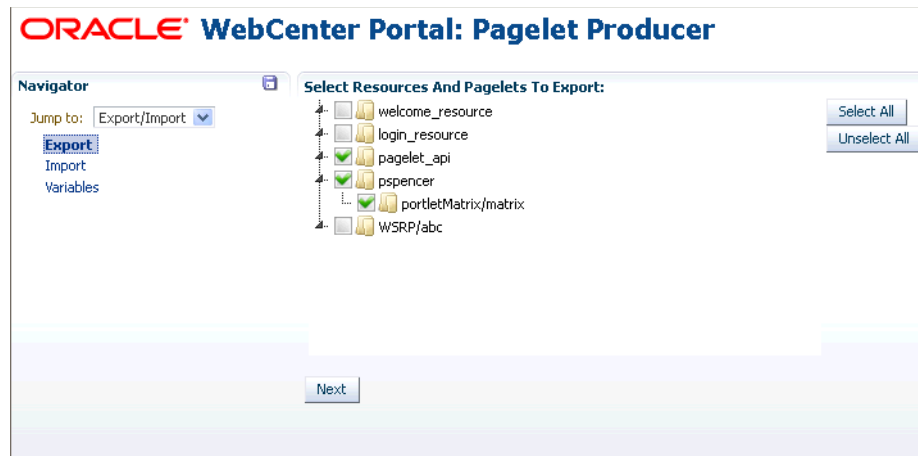 ORACLE® WebCenter Portal: Pagelet Producer
Navigator
Jump to: Export/Import
Export
Import
Variables
Select Resources And Pagelets To Export:
welcome_resource
login_resource
pagelet_api
pspencer
portletMatrix/matrix
WSRP/abc
Select All
Unselect All
Next